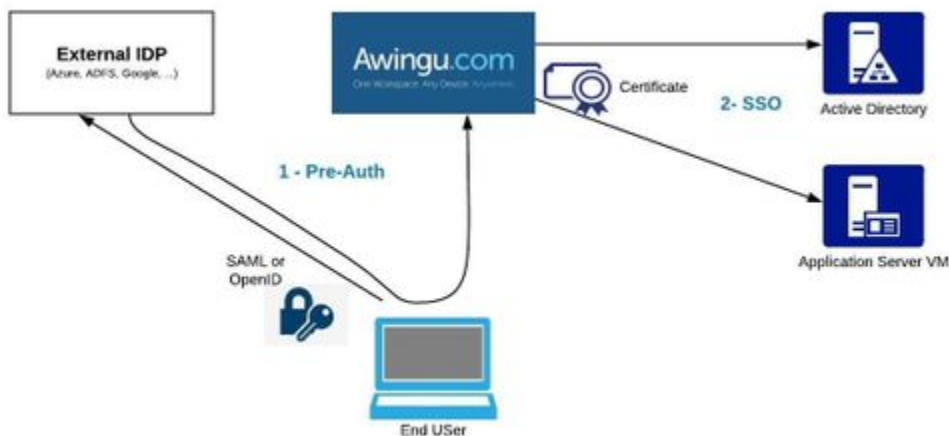 External IDP
(Azure, ADFS, Google, ...)
Awingu.com
One Workspace. Any Device. Anywhere.
Certificate
2- SSO
Active Directory
1 - Pre-Auth
SAML or
OpenID
Application Server VM
End USer